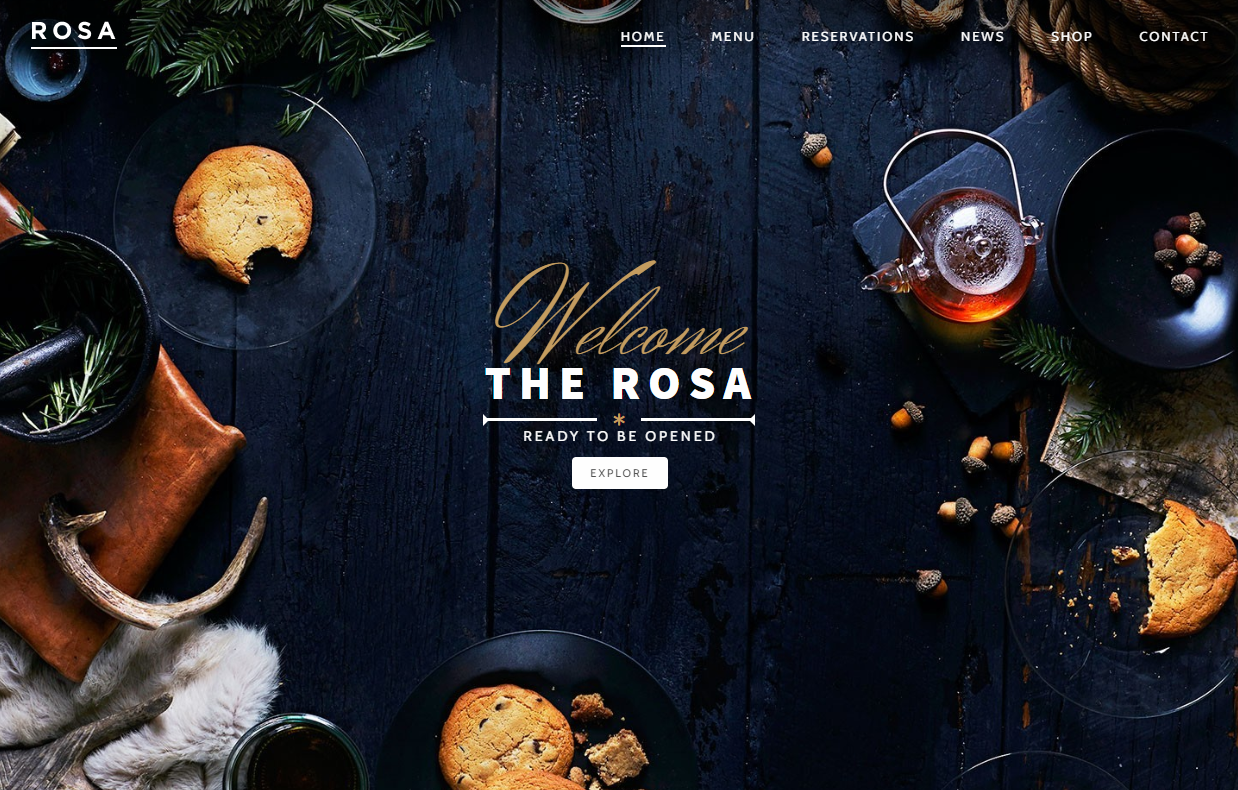 ROSA
HOME MENU RESERVATIONS NEWS SHOP CONTACT
Welcome
THE ROSA
READY TO BE OPENED
EXPLORE